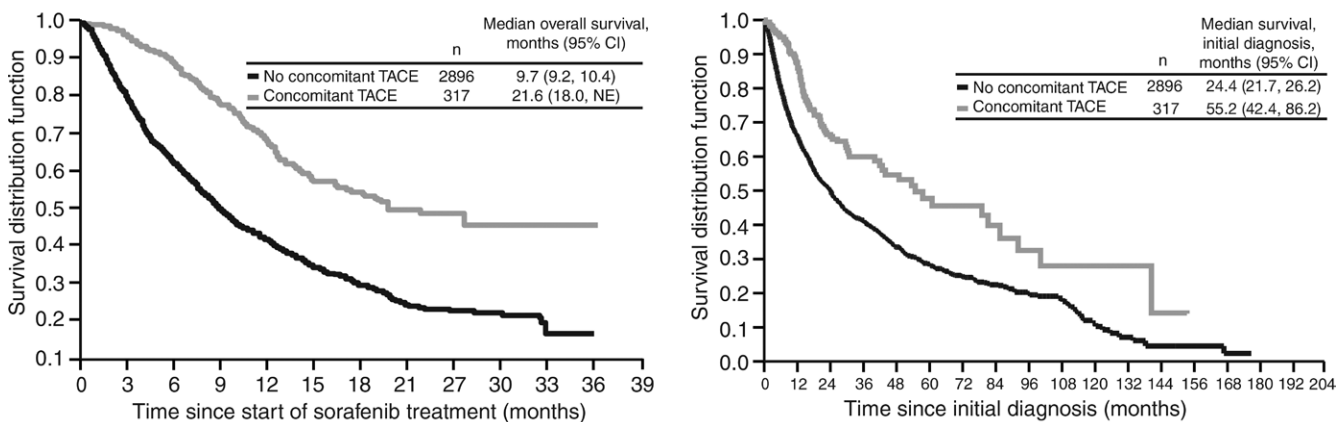 Survival distribution function
1.0
0.9
0.8
0.7
0.6
0.5
0.4
0.3
0.2
0.1
Median overall survival,
n months (95% CI)
No concomitant TACE 2896 9.7 (9.2, 10.4)
Concomitant TACE 317 21.6 (18.0, NE)
0 3 6 9 12 15 18 21 27 30 33 36 39
Time since start of sorafenib treatment (months)
Survival distribution function
1.0
0.9
0.8
0.7
0.6
0.5
0.4
0.3
0.2
0.1
0.0
Median survival,
initial diagnosis,
n months (95% CI)
No concomitant TACE 2896 24.4 (21.7, 26.2)
Concomitant TACE 317 55.2 (42.4, 86.2)
0 12 24 36 48 60 72 84 96 108 120 132 144 156 168 180 192 204
Time since initial diagnosis (months)